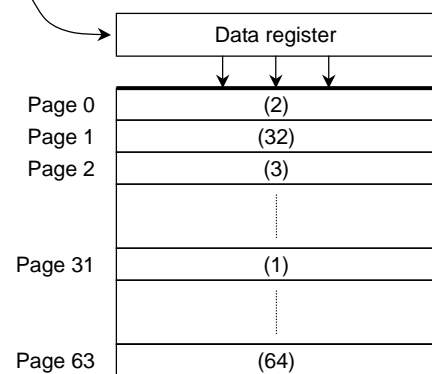 Data register
Page 0 (2)
Page 1 (32)
Page 2 (3)
Page 31 (1)
Page 63 (64)